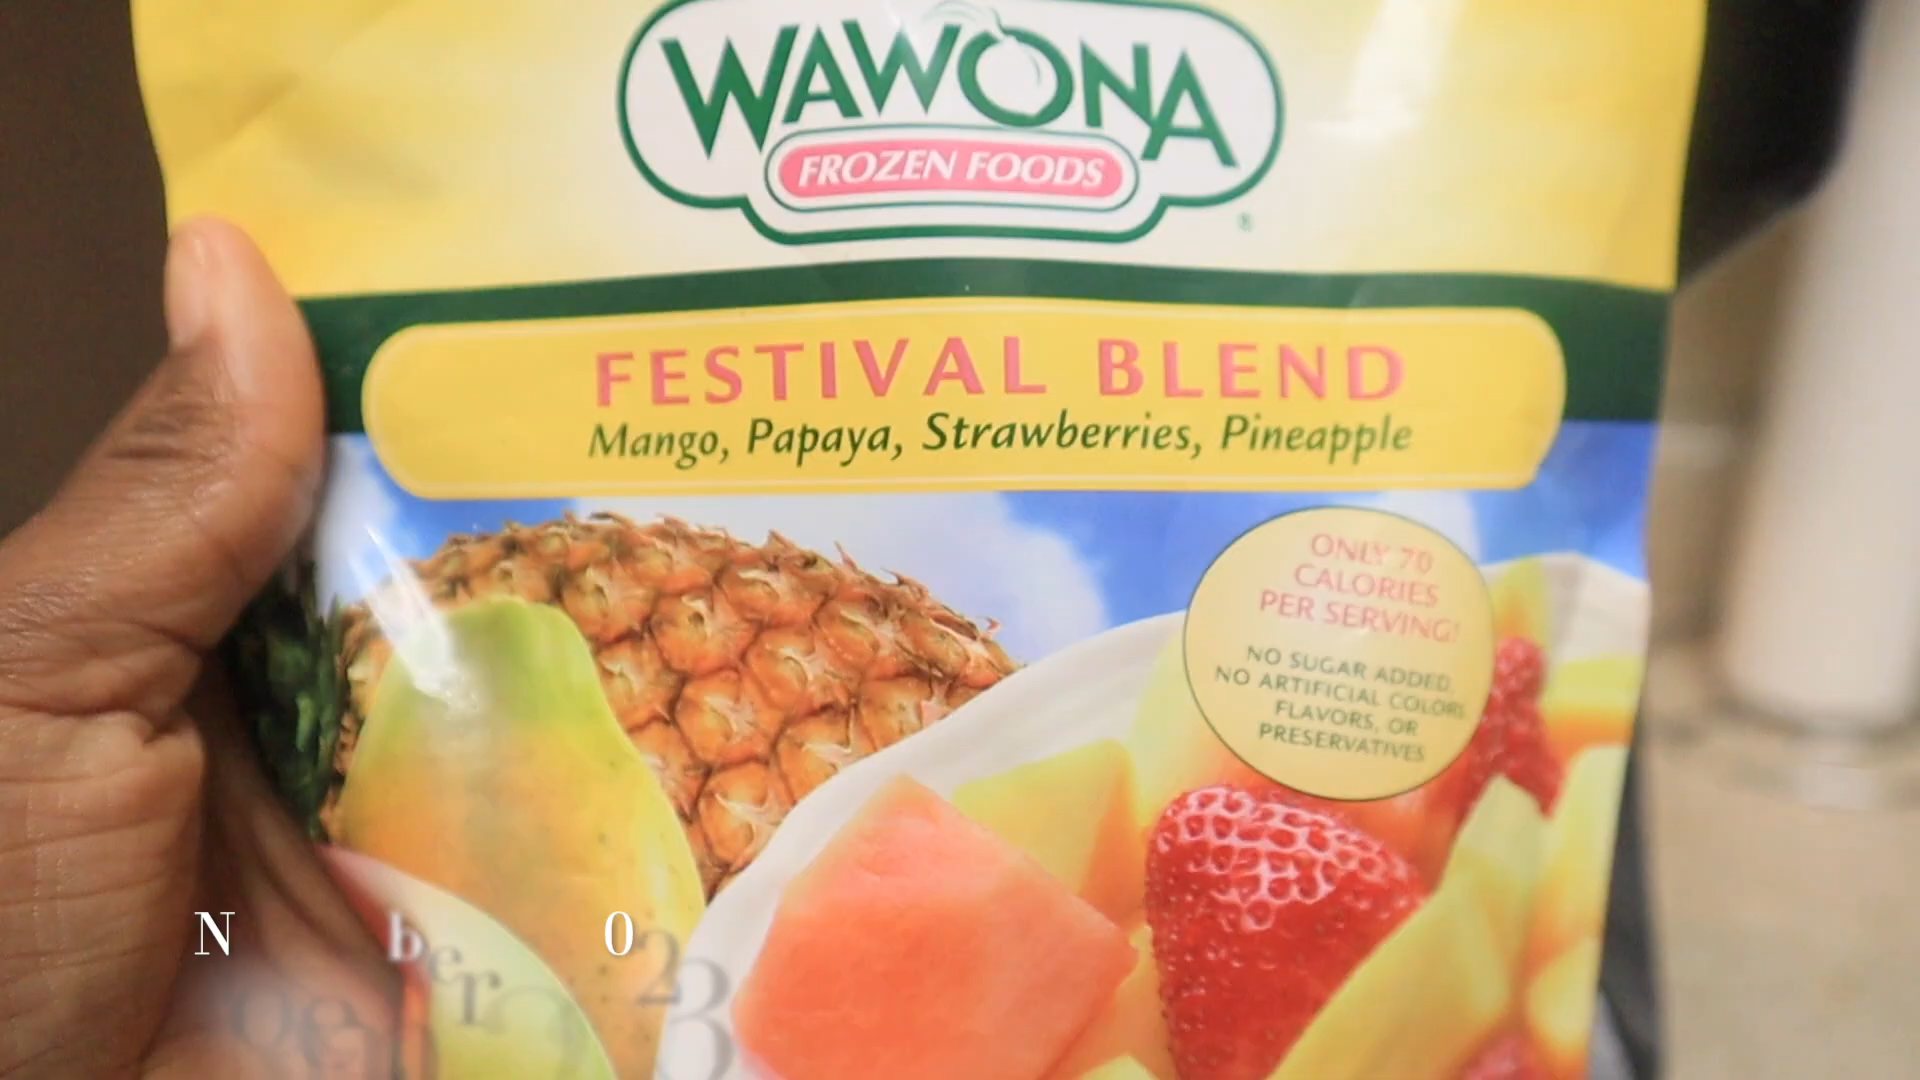 WAWONA
FROZEN FOODS
®
FESTIVAL BLEND
Mango, Papaya, Strawberries, Pineapple
ONLY 70
CALORIES
PER SERVING!
NO SUGAR ADDED,
NO ARTIFICIAL COLORS,
FLAVORS, OR
PRESERVATIVES